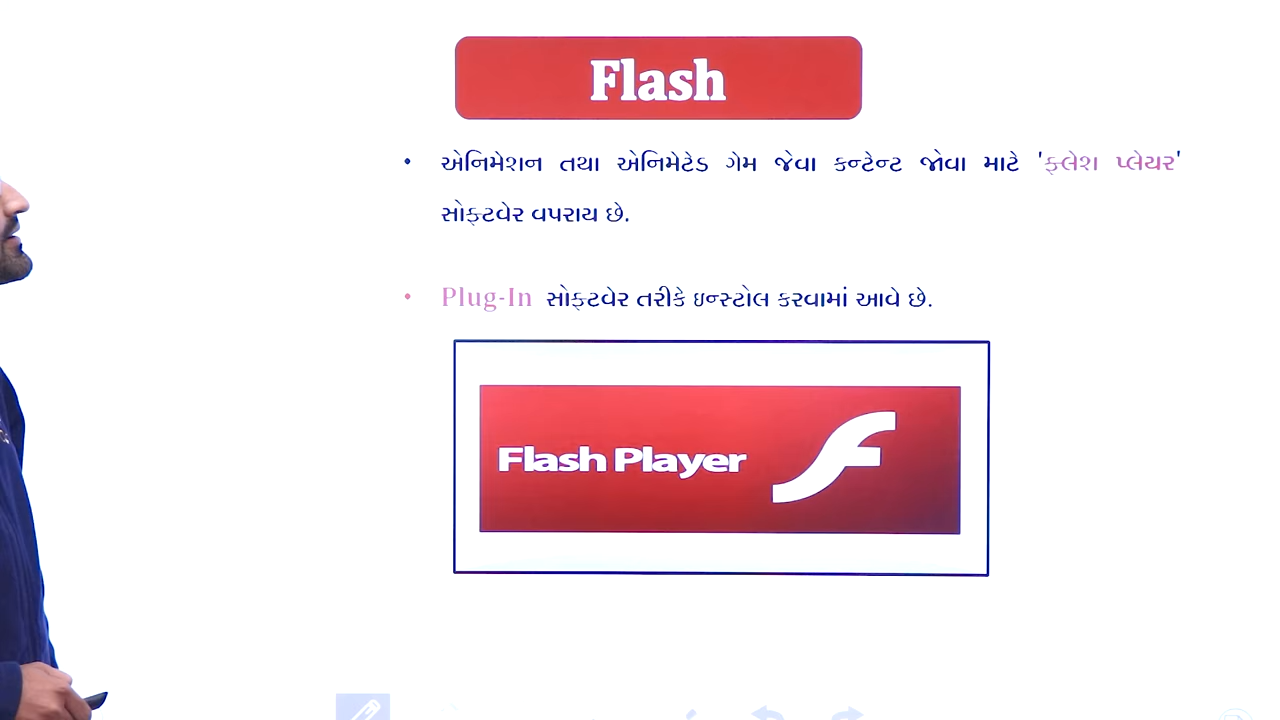 Flash
• એનિમેશન તથા એનિમેટેડ ગેમ જેવા કન્ટેન્ટ જોવા માટે 'ફ્લેશ પ્લેયર'
સોફ્ટવેર વપરાય છે.
• Plug-In સોફ્ટવેર તરીકે ઇન્સ્ટોલ કરવામાં આવે છે.
Flash Player